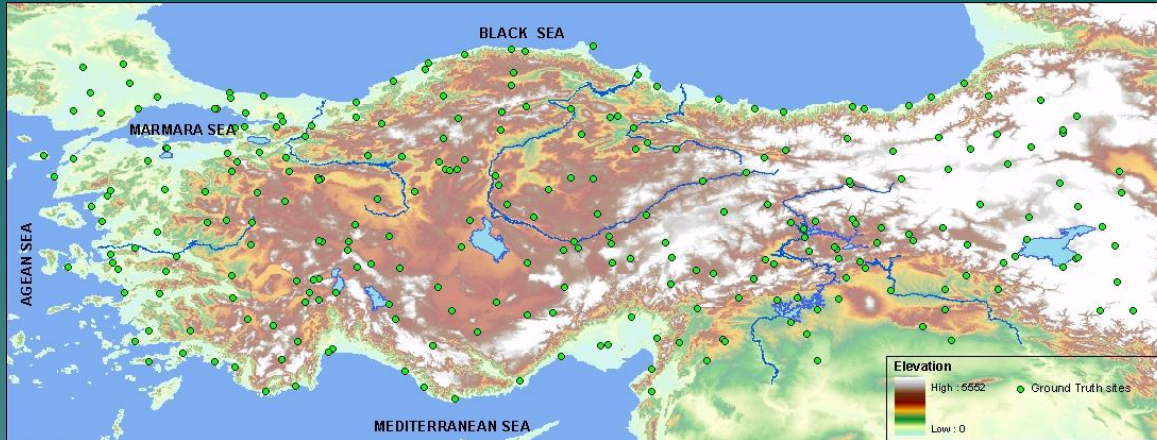 BLACK SEA
MARMARA SEA
AGEAN SEA
MEDITERRANEAN SEA
Elevation
High : 5552
Low : 0
Ground Truth sites